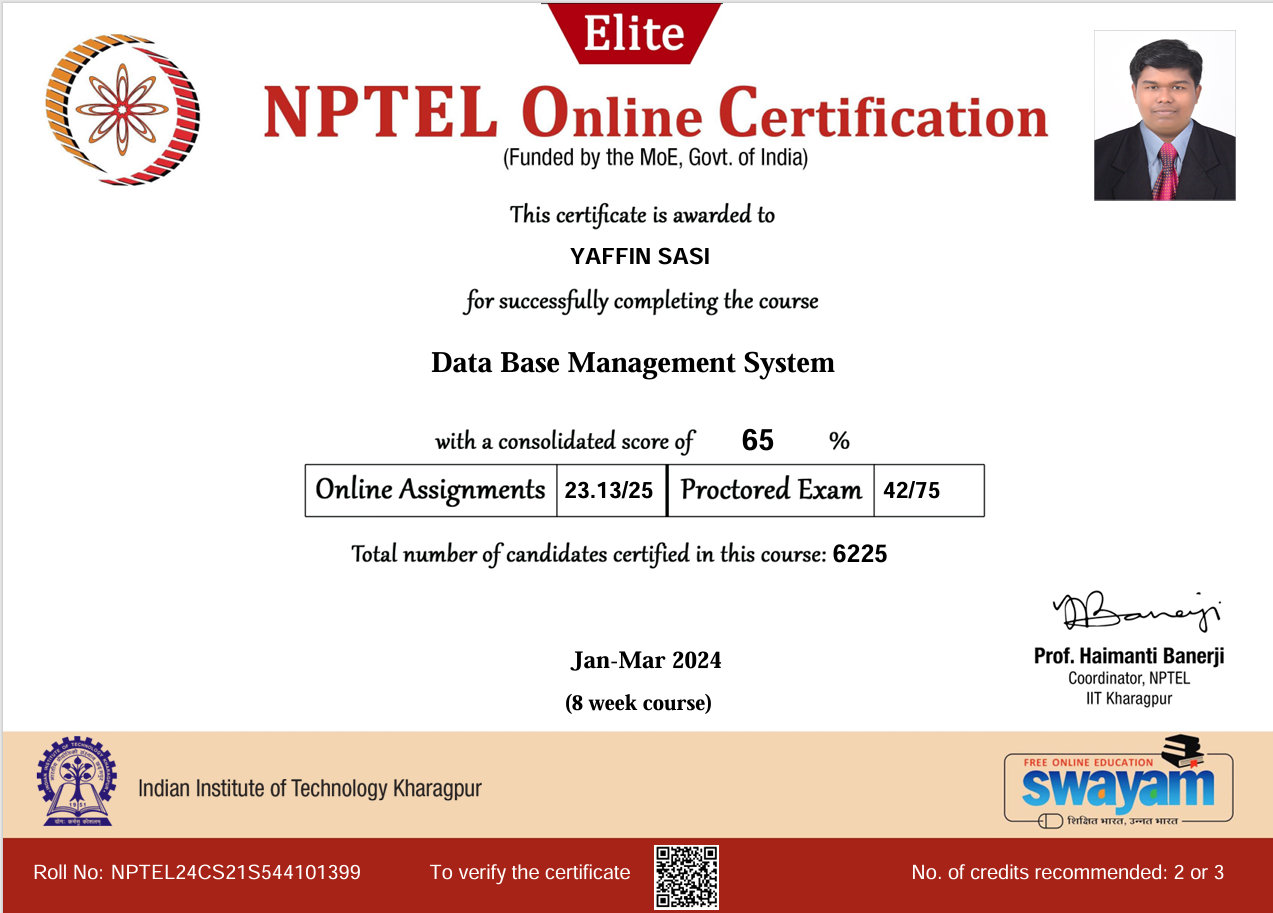 Elite
NPTEL Online Certification
(Funded by the MoE, Govt. of India)
This certificate is awarded to
YAFFIN SASI
for successfully completing the course
Data Base Management System
with a consolidated score of 65 %
Online Assignments 23.13/25 Proctored Exam 42/75
Total number of candidates certified in this course: 6225
Jan-Mar 2024
(8 week course)
Prof. Haimanti Banerji
Coordinator, NPTEL
IIT Kharagpur
Indian Institute of Technology Kharagpur
1951
योगः कर्मसु कौशलम्
FREE ONLINE EDUCATION
swayam
शिक्षित भारत, उन्नत भारत
Roll No: NPTEL24CS21S544101399 To verify the certificate No. of credits recommended: 2 or 3